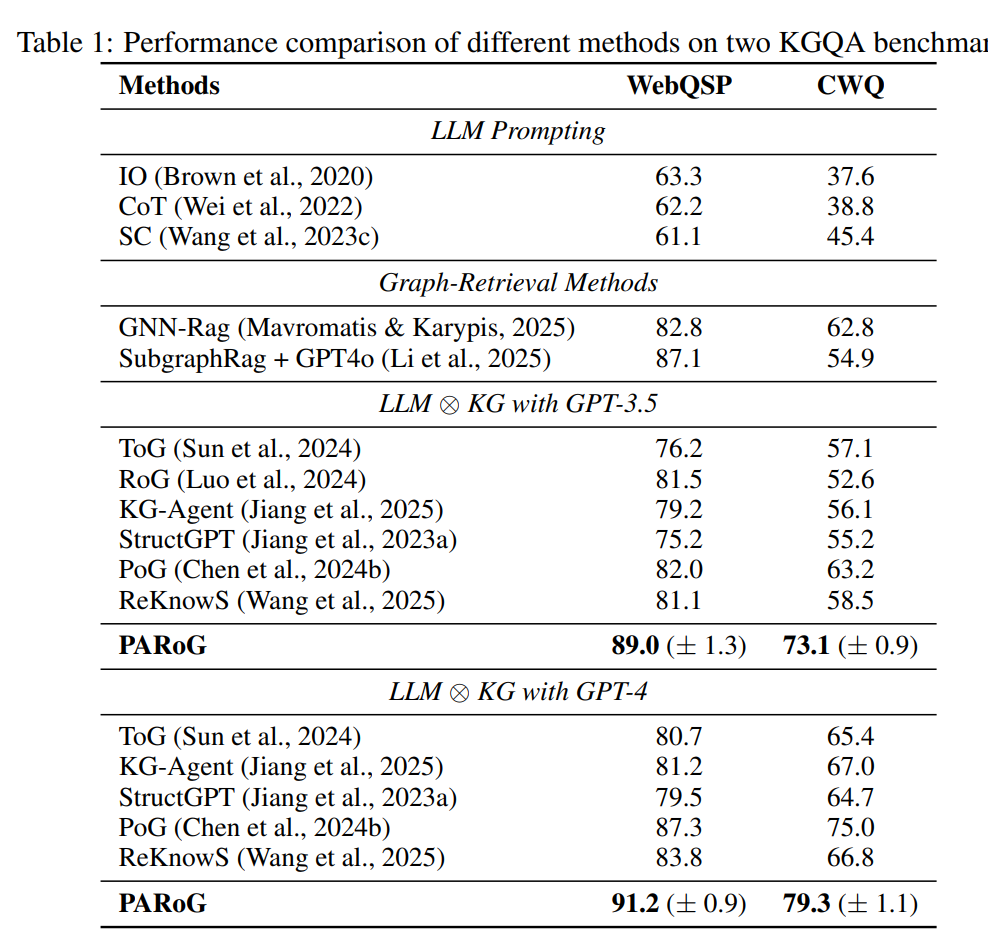 Table 1: Performance comparison of different methods on two KGQA benchmar
Methods WebQSP CWQ
LLM Prompting
IO (Brown et al., 2020) 63.3 37.6
CoT (Wei et al., 2022) 62.2 38.8
SC (Wang et al., 2023c) 61.1 45.4
Graph-Retrieval Methods
GNN-Rag (Mavromatis & Karypis, 2025) 82.8 62.8
SubgraphRag + GPT4o (Li et al., 2025) 87.1 54.9
LLM ⊗ KG with GPT-3.5
ToG (Sun et al., 2024) 76.2 57.1
RoG (Luo et al., 2024) 81.5 52.6
KG-Agent (Jiang et al., 2025) 79.2 56.1
StructGPT (Jiang et al., 2023a) 75.2 55.2
PoG (Chen et al., 2024b) 82.0 63.2
ReKnowS (Wang et al., 2025) 81.1 58.5
PARoG 89.0 (± 1.3) 73.1 (± 0.9)
LLM ⊗ KG with GPT-4
ToG (Sun et al., 2024) 80.7 65.4
KG-Agent (Jiang et al., 2025) 81.2 67.0
StructGPT (Jiang et al., 2023a) 79.5 64.7
PoG (Chen et al., 2024b) 87.3 75.0
ReKnowS (Wang et al., 2025) 83.8 66.8
PARoG 91.2 (± 0.9) 79.3 (± 1.1)